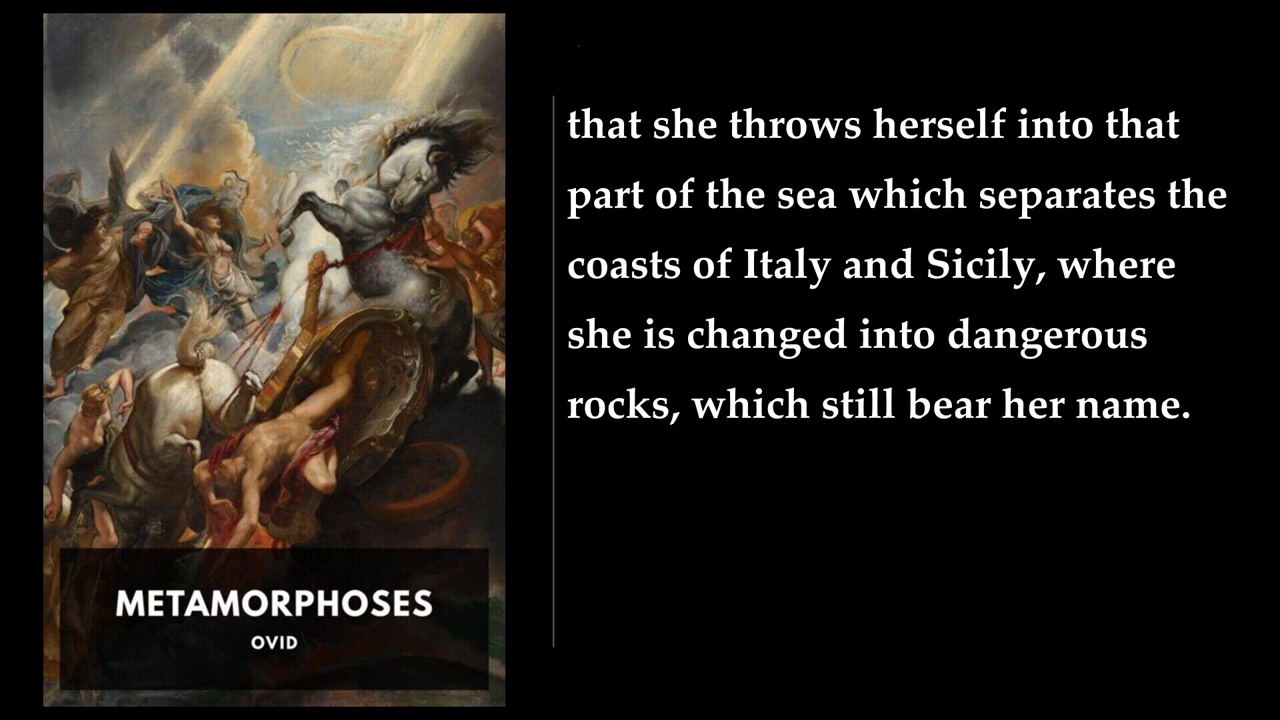 METAMORPHOSES
OVID
that she throws herself into that
part of the sea which separates the
coasts of Italy and Sicily, where
she is changed into dangerous
rocks, which still bear her name.